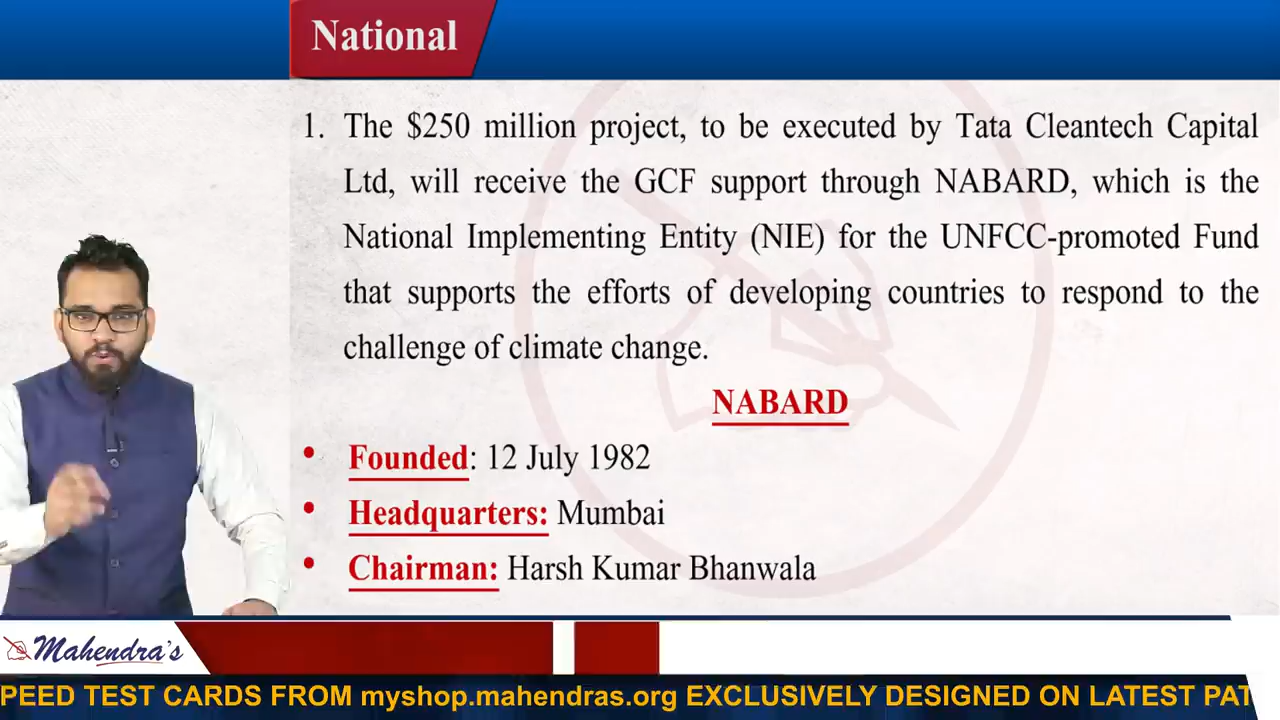 National
1. The $250 million project, to be executed by Tata Cleantech Capital
Ltd, will receive the GCF support through NABARD, which is the
National Implementing Entity (NIE) for the UNFCC-promoted Fund
that supports the efforts of developing countries to respond to the
challenge of climate change.
NABARD
• Founded: 12 July 1982
• Headquarters: Mumbai
• Chairman: Harsh Kumar Bhanwala
Mahendra's
PEED TEST CARDS FROM myshop.mahendras.org EXCLUSIVELY DESIGNED ON LATEST PAT